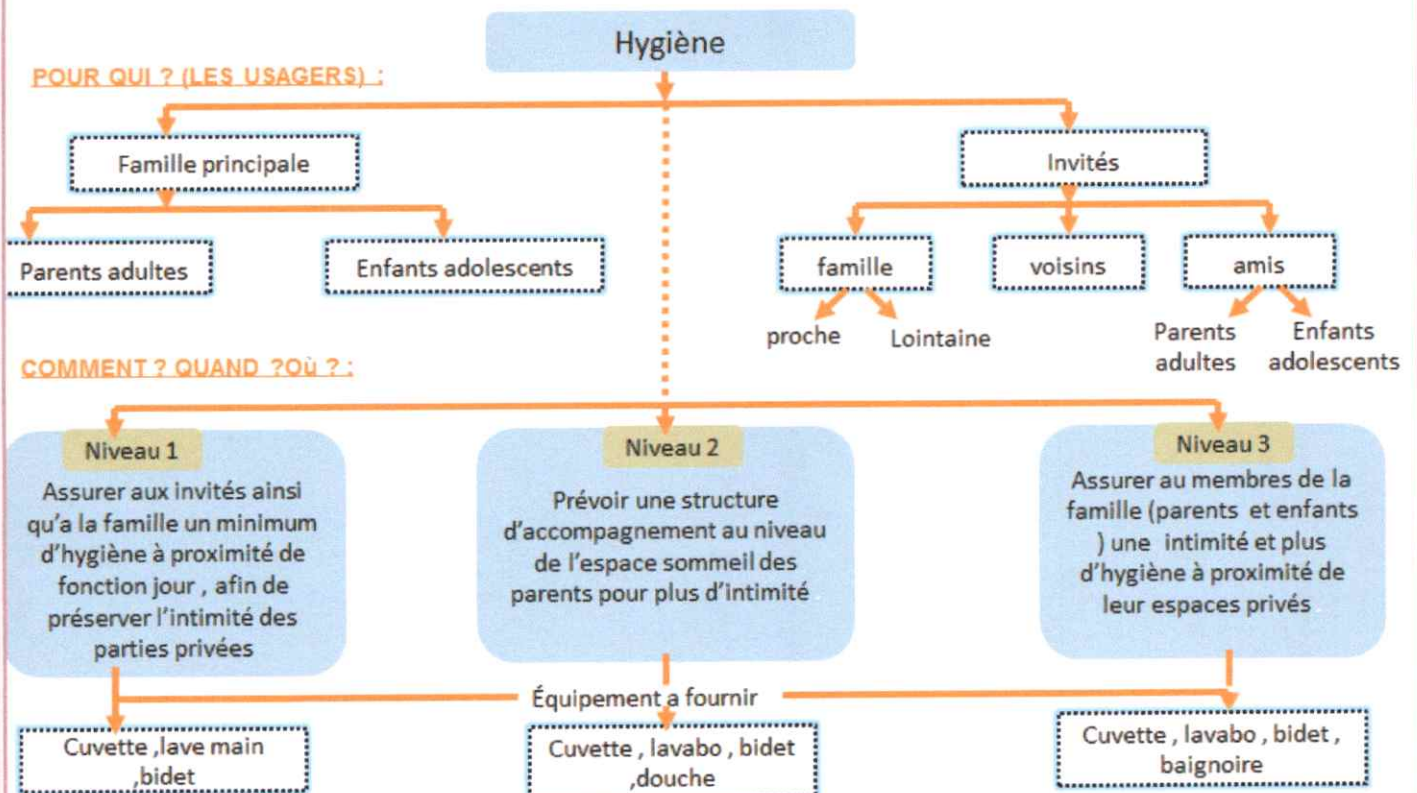 Hygiène
POUR QUI ? (LES USAGERS) :
Famille principale
Invités
Parents adultes
Enfants adolescents
famille
voisins
amis
proche
Lointaine
Parents
adultes
Enfants
adolescents
COMMENT ? QUAND ?Où ? :
Niveau 1
Assurer aux invités ainsi
qu'a la famille un minimum
d'hygiène à proximité de
fonction jour , afin de
préserver l'intimité des
parties privées
Niveau 2
Prévoir une structure
d'accompagnement au niveau
de l'espace sommeil des
parents pour plus d'intimité
Niveau 3
Assurer au membres de la
famille (parents et enfants
) une intimité et plus
d'hygiène à proximité de
leur espaces privés
Équipement a fournir
Cuvette ,lave main
,bidet
Cuvette , lavabo , bidet
,douche
Cuvette , lavabo , bidet ,
baignoire